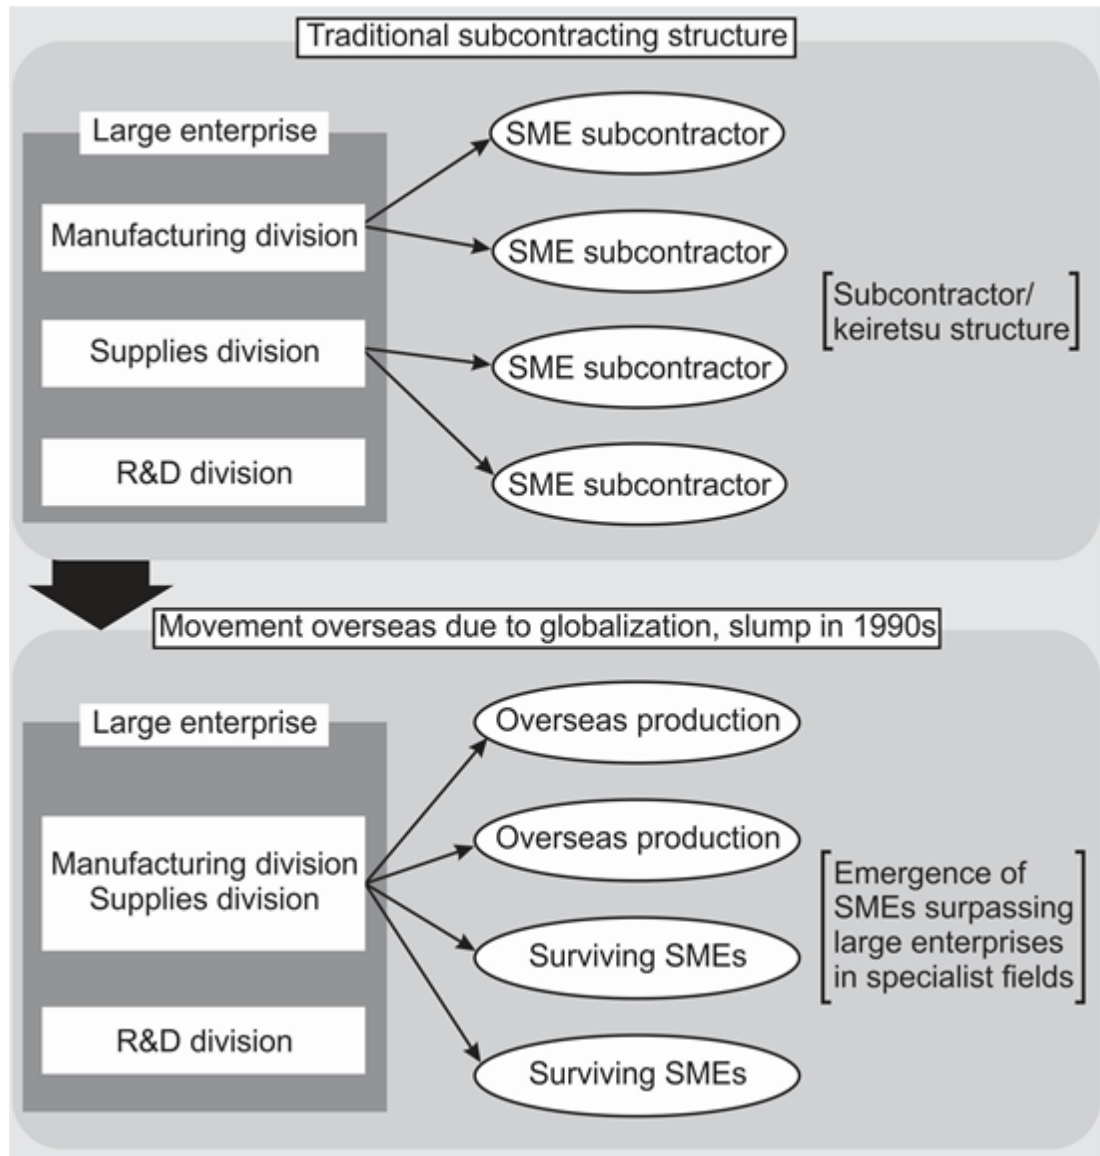 Traditional subcontracting structure
Large enterprise
Manufacturing division
Supplies division
R&D division
SME subcontractor
SME subcontractor
SME subcontractor
SME subcontractor
Subcontractor/
keiretsu structure
Movement overseas due to globalization, slump in 1990s
Large enterprise
Manufacturing division
Supplies division
R&D division
Overseas production
Overseas production
Surviving SMEs
Surviving SMEs
Emergence of
SMEs surpassing
large enterprises
in specialist fields